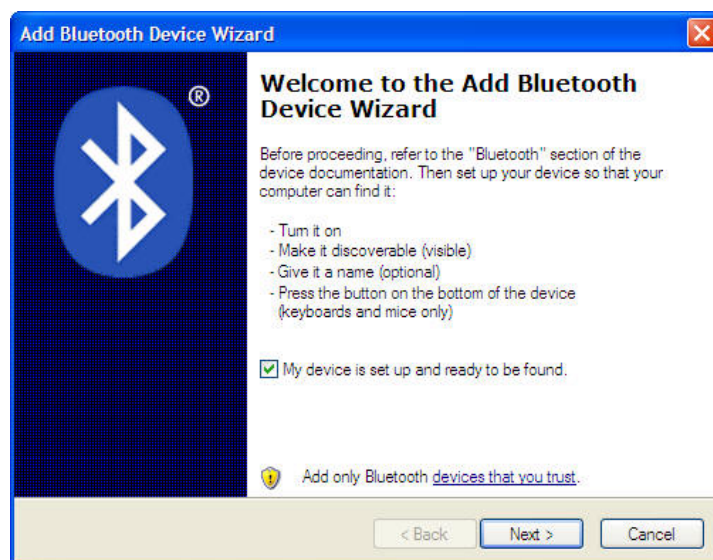 Add Bluetooth Device Wizard
®
Welcome to the Add Bluetooth
Device Wizard
Before proceeding, refer to the "Bluetooth" section of the
device documentation. Then set up your device so that your
computer can find it:
- Turn it on
- Make it discoverable (visible)
- Give it a name (optional)
- Press the button on the bottom of the device
(keyboards and mice only)
My device is set up and ready to be found.
Add only Bluetooth devices that you trust.
< Back Next > Cancel